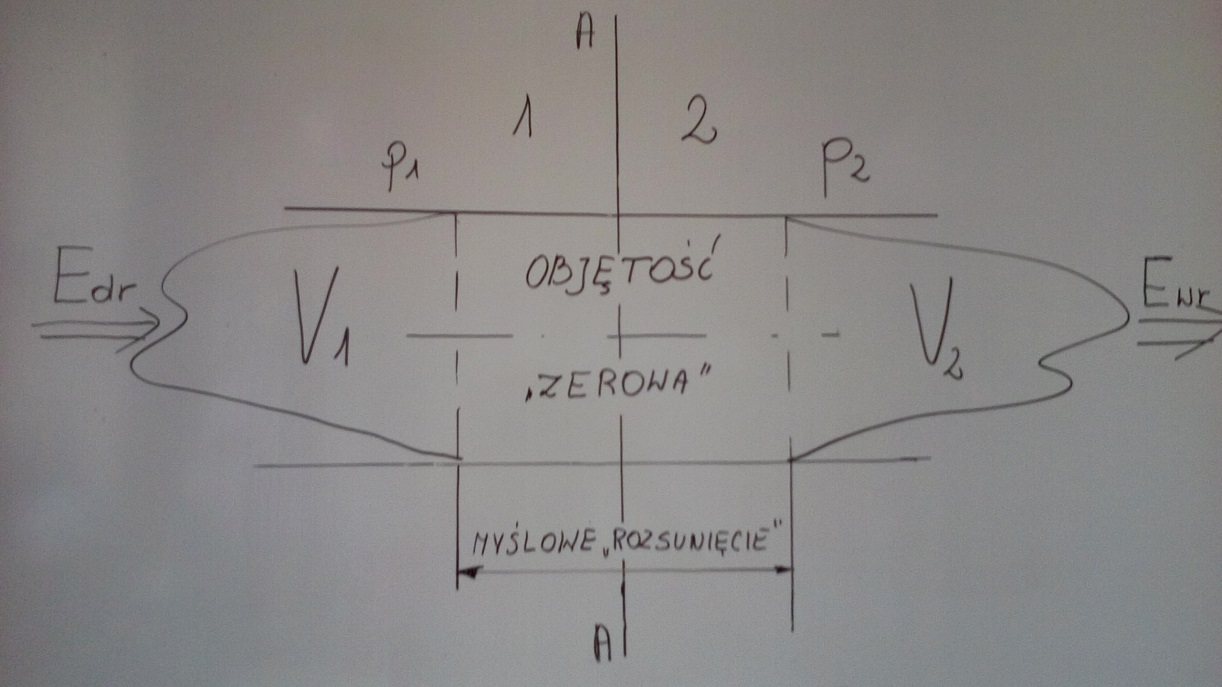 A
1 2
p1 p2
OBJĘTOŚĆ
Edr V1 V2 Ewr
„ZEROWA"
MYŚLOWE „ROZSUNIĘCIE"
A